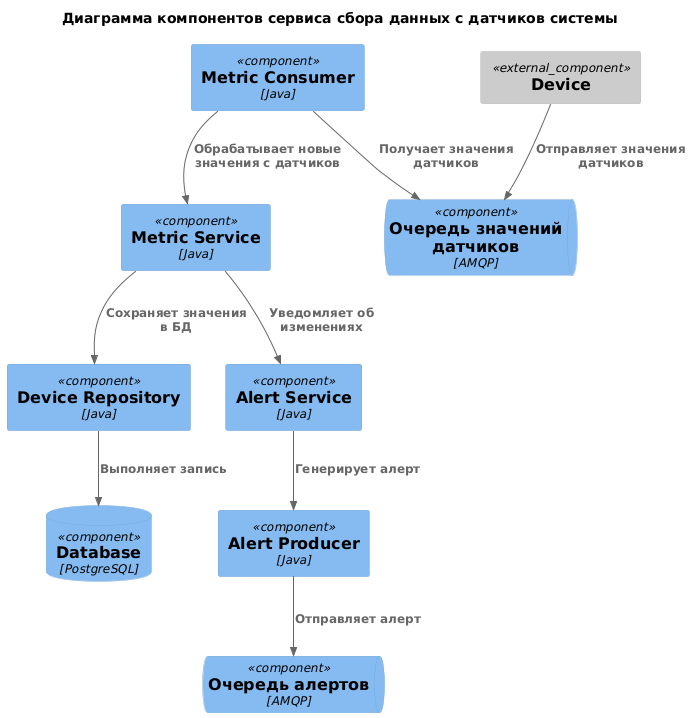 Диаграмма компонентов сервиса сбора данных с датчиков системы
«component»
Metric Consumer
[Java]
«external_component»
Device
Обрабатывает новые
значения с датчиков
Получает значения
датчиков
Отправляет значения
датчиков
«component»
Metric Service
[Java]
«component»
Очередь значений
датчиков
[AMQP]
Сохраняет значения
в БД
Уведомляет об
изменениях
«component»
Device Repository
[Java]
«component»
Alert Service
[Java]
Выполняет запись
Генерирует алерт
«component»
Database
[PostgreSQL]
«component»
Alert Producer
[Java]
Отправляет алерт
«component»
Очередь алертов
[AMQP]